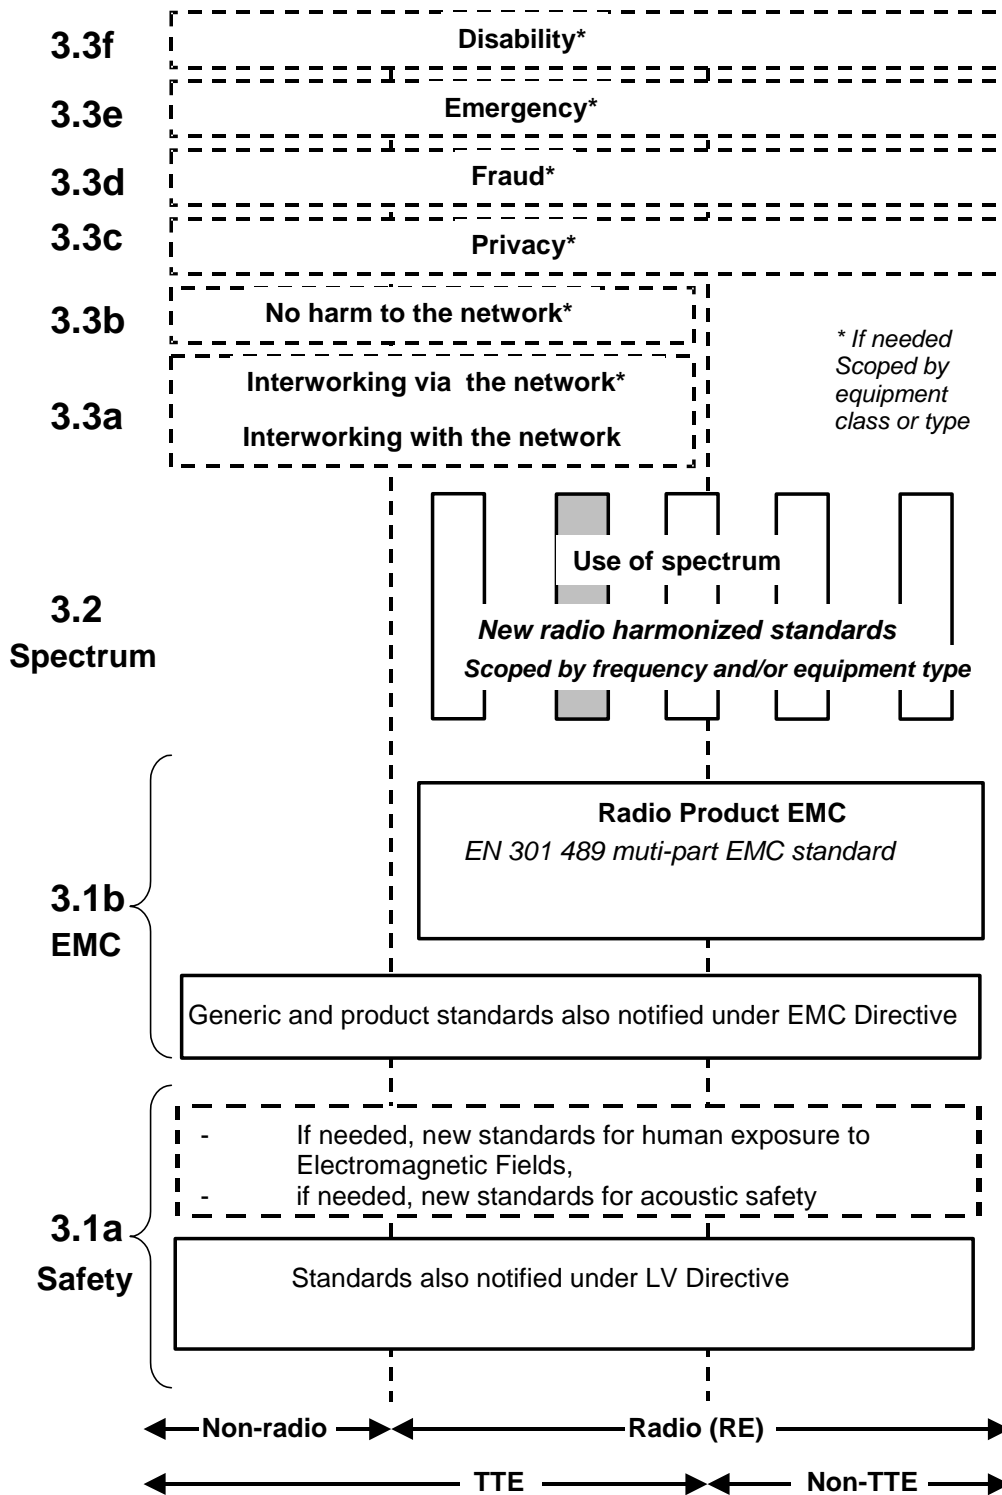 3.3f
Disability*
3.3e
Emergency*
3.3d
Fraud*
3.3c
Privacy*
3.3b
No harm to the network*
* If needed
Scoped by
equipment
class or type
3.3a
Interworking via the network*
Interworking with the network
3.2
Spectrum
Use of spectrum
New radio harmonized standards
Scoped by frequency and/or equipment type
3.1b
EMC
Radio Product EMC
EN 301 489 muti-part EMC standard
Generic and product standards also notified under EMC Directive
3.1a
Safety
- If needed, new standards for human exposure to
Electromagnetic Fields,
- if needed, new standards for acoustic safety
Standards also notified under LV Directive
Non-radio
Radio (RE)
TTE
Non-TTE